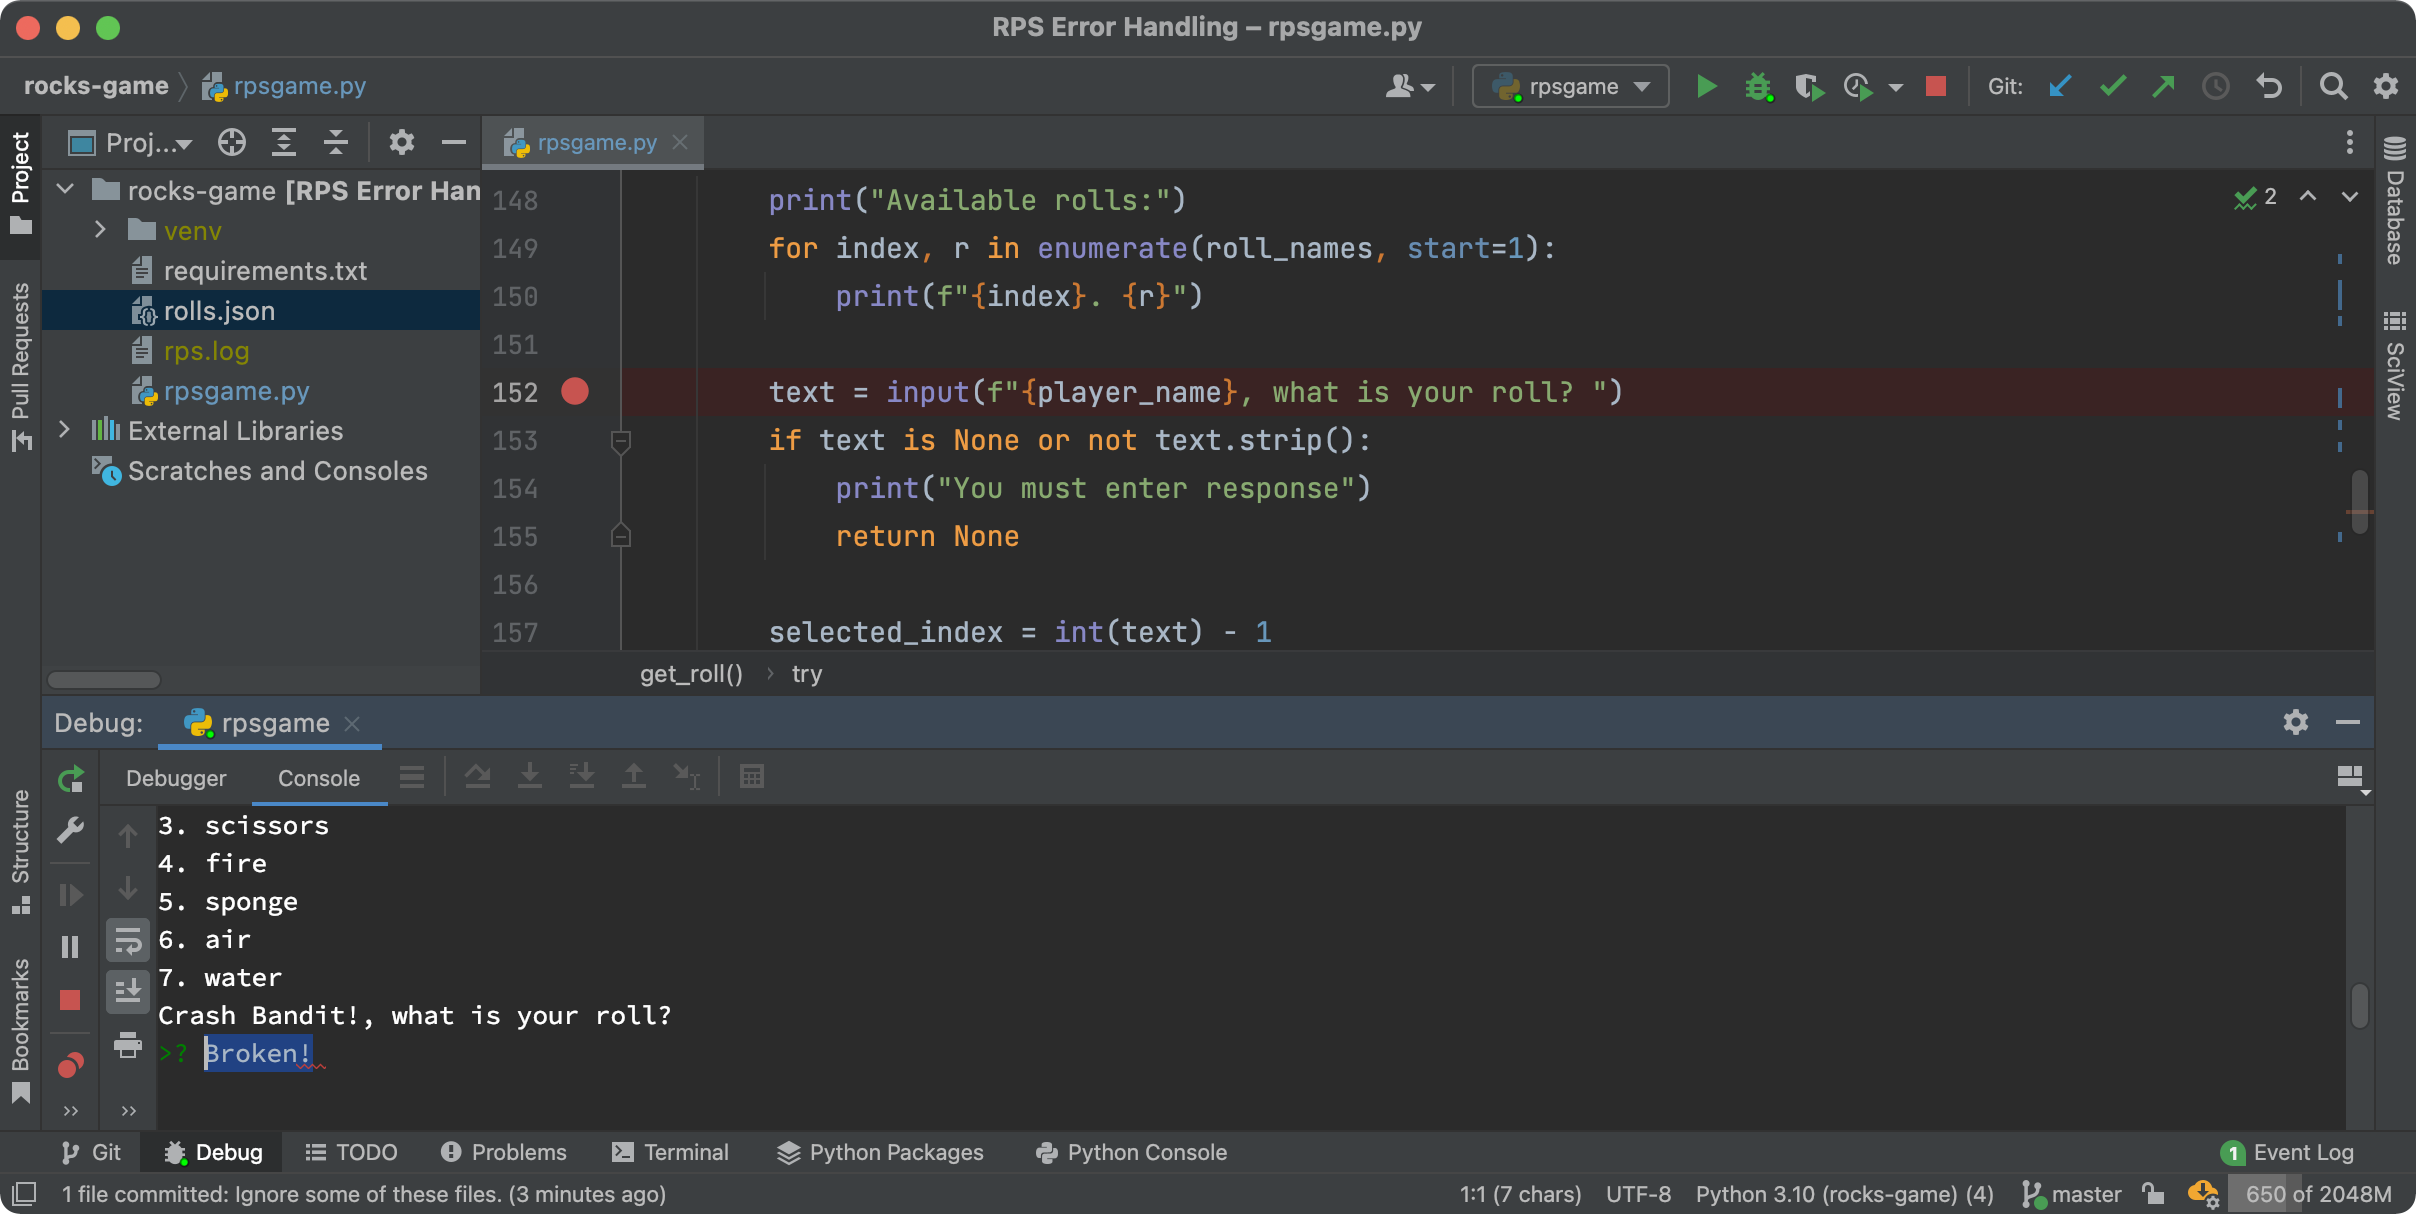 RPS Error Handling – rpsgame.py
rocks-game
rpsgame.py
rpsgame
Git:
Project
Proj...
rpsgame.py
rocks-game [RPS Error Han
venv
requirements.txt
rolls.json
rps.log
rpsgame.py
External Libraries
Scratches and Consoles
Pull Requests
148 print("Available rolls:")
149 for index, r in enumerate(roll_names, start=1):
150 print(f"{index}. {r}")
151
152 text = input(f"{player_name}, what is your roll? ")
153 if text is None or not text.strip():
154 print("You must enter response")
155 return None
156
157 selected_index = int(text) - 1
2
Database
SciView
get_roll()
try
Debug:
rpsgame
Debugger
Console
Structure
Bookmarks
3. scissors
4. fire
5. sponge
6. air
7. water
Crash Bandit!, what is your roll?
>? Broken!
Git
Debug
TODO
Problems
Terminal
Python Packages
Python Console
1
Event Log
1 file committed: Ignore some of these files. (3 minutes ago)
1:1 (7 chars)
UTF-8
Python 3.10 (rocks-game) (4)
master
650 of 2048M